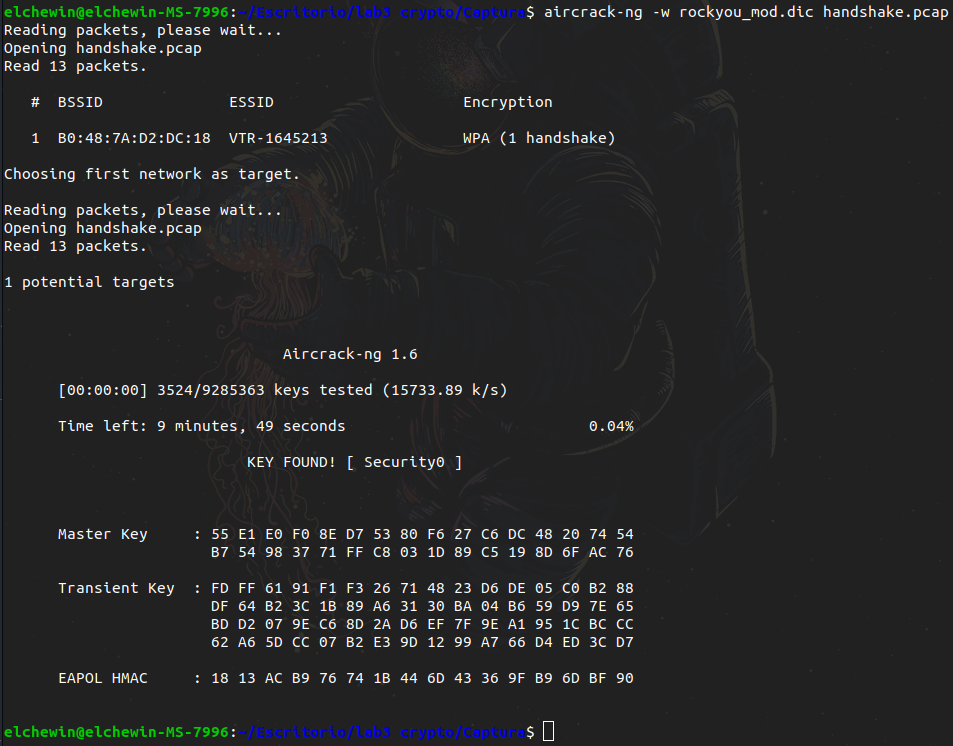 elchewin@elchewin-MS-7996:~/Escritorio/lab3 crypto/Captura$ aircrack-ng -w rockyou_mod.dic handshake.pcap
Reading packets, please wait...
Opening handshake.pcap
Read 13 packets.
# BSSID ESSID Encryption
1 B0:48:7A:D2:DC:18 VTR-1645213 WPA (1 handshake)
Choosing first network as target.
Reading packets, please wait...
Opening handshake.pcap
Read 13 packets.
1 potential targets
Aircrack-ng 1.6
[00:00:00] 3524/9285363 keys tested (15733.89 k/s)
Time left: 9 minutes, 49 seconds 0.04%
KEY FOUND! [ Security0 ]
Master Key : 55 E1 E0 F0 8E D7 53 80 F6 27 C6 DC 48 20 74 54
B7 54 98 37 71 FF C8 03 1D 89 C5 19 8D 6F AC 76
Transient Key : FD FF 61 91 F1 F3 26 71 48 23 D6 DE 05 C0 B2 88
DF 64 B2 3C 1B 89 A6 31 30 BA 04 B6 59 D9 7E 65
BD D2 07 9E C6 8D 2A D6 EF 7F 9E A1 95 1C BC CC
62 A6 5D CC 07 B2 E3 9D 12 99 A7 66 D4 ED 3C D7
EAPOL HMAC : 18 13 AC B9 76 74 1B 44 6D 43 36 9F B9 6D BF 90
elchewin@elchewin-MS-7996:~/Escritorio/lab3 crypto/Captura$